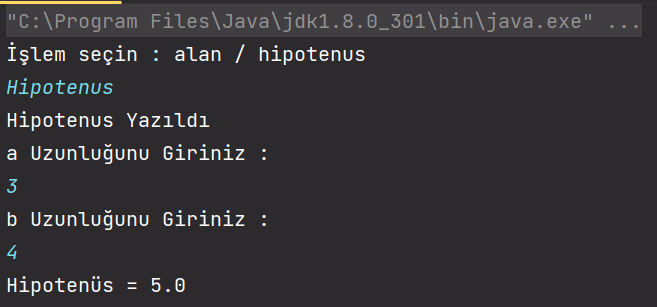 "C:\Program Files\Java\jdk1.8.0_301\bin\java.exe" ...
İşlem seçin : alan / hipotenus
Hipotenus
Hipotenus Yazıldı
a Uzunluğunu Giriniz :
3
b Uzunluğunu Giriniz :
4
Hipotenüs = 5.0